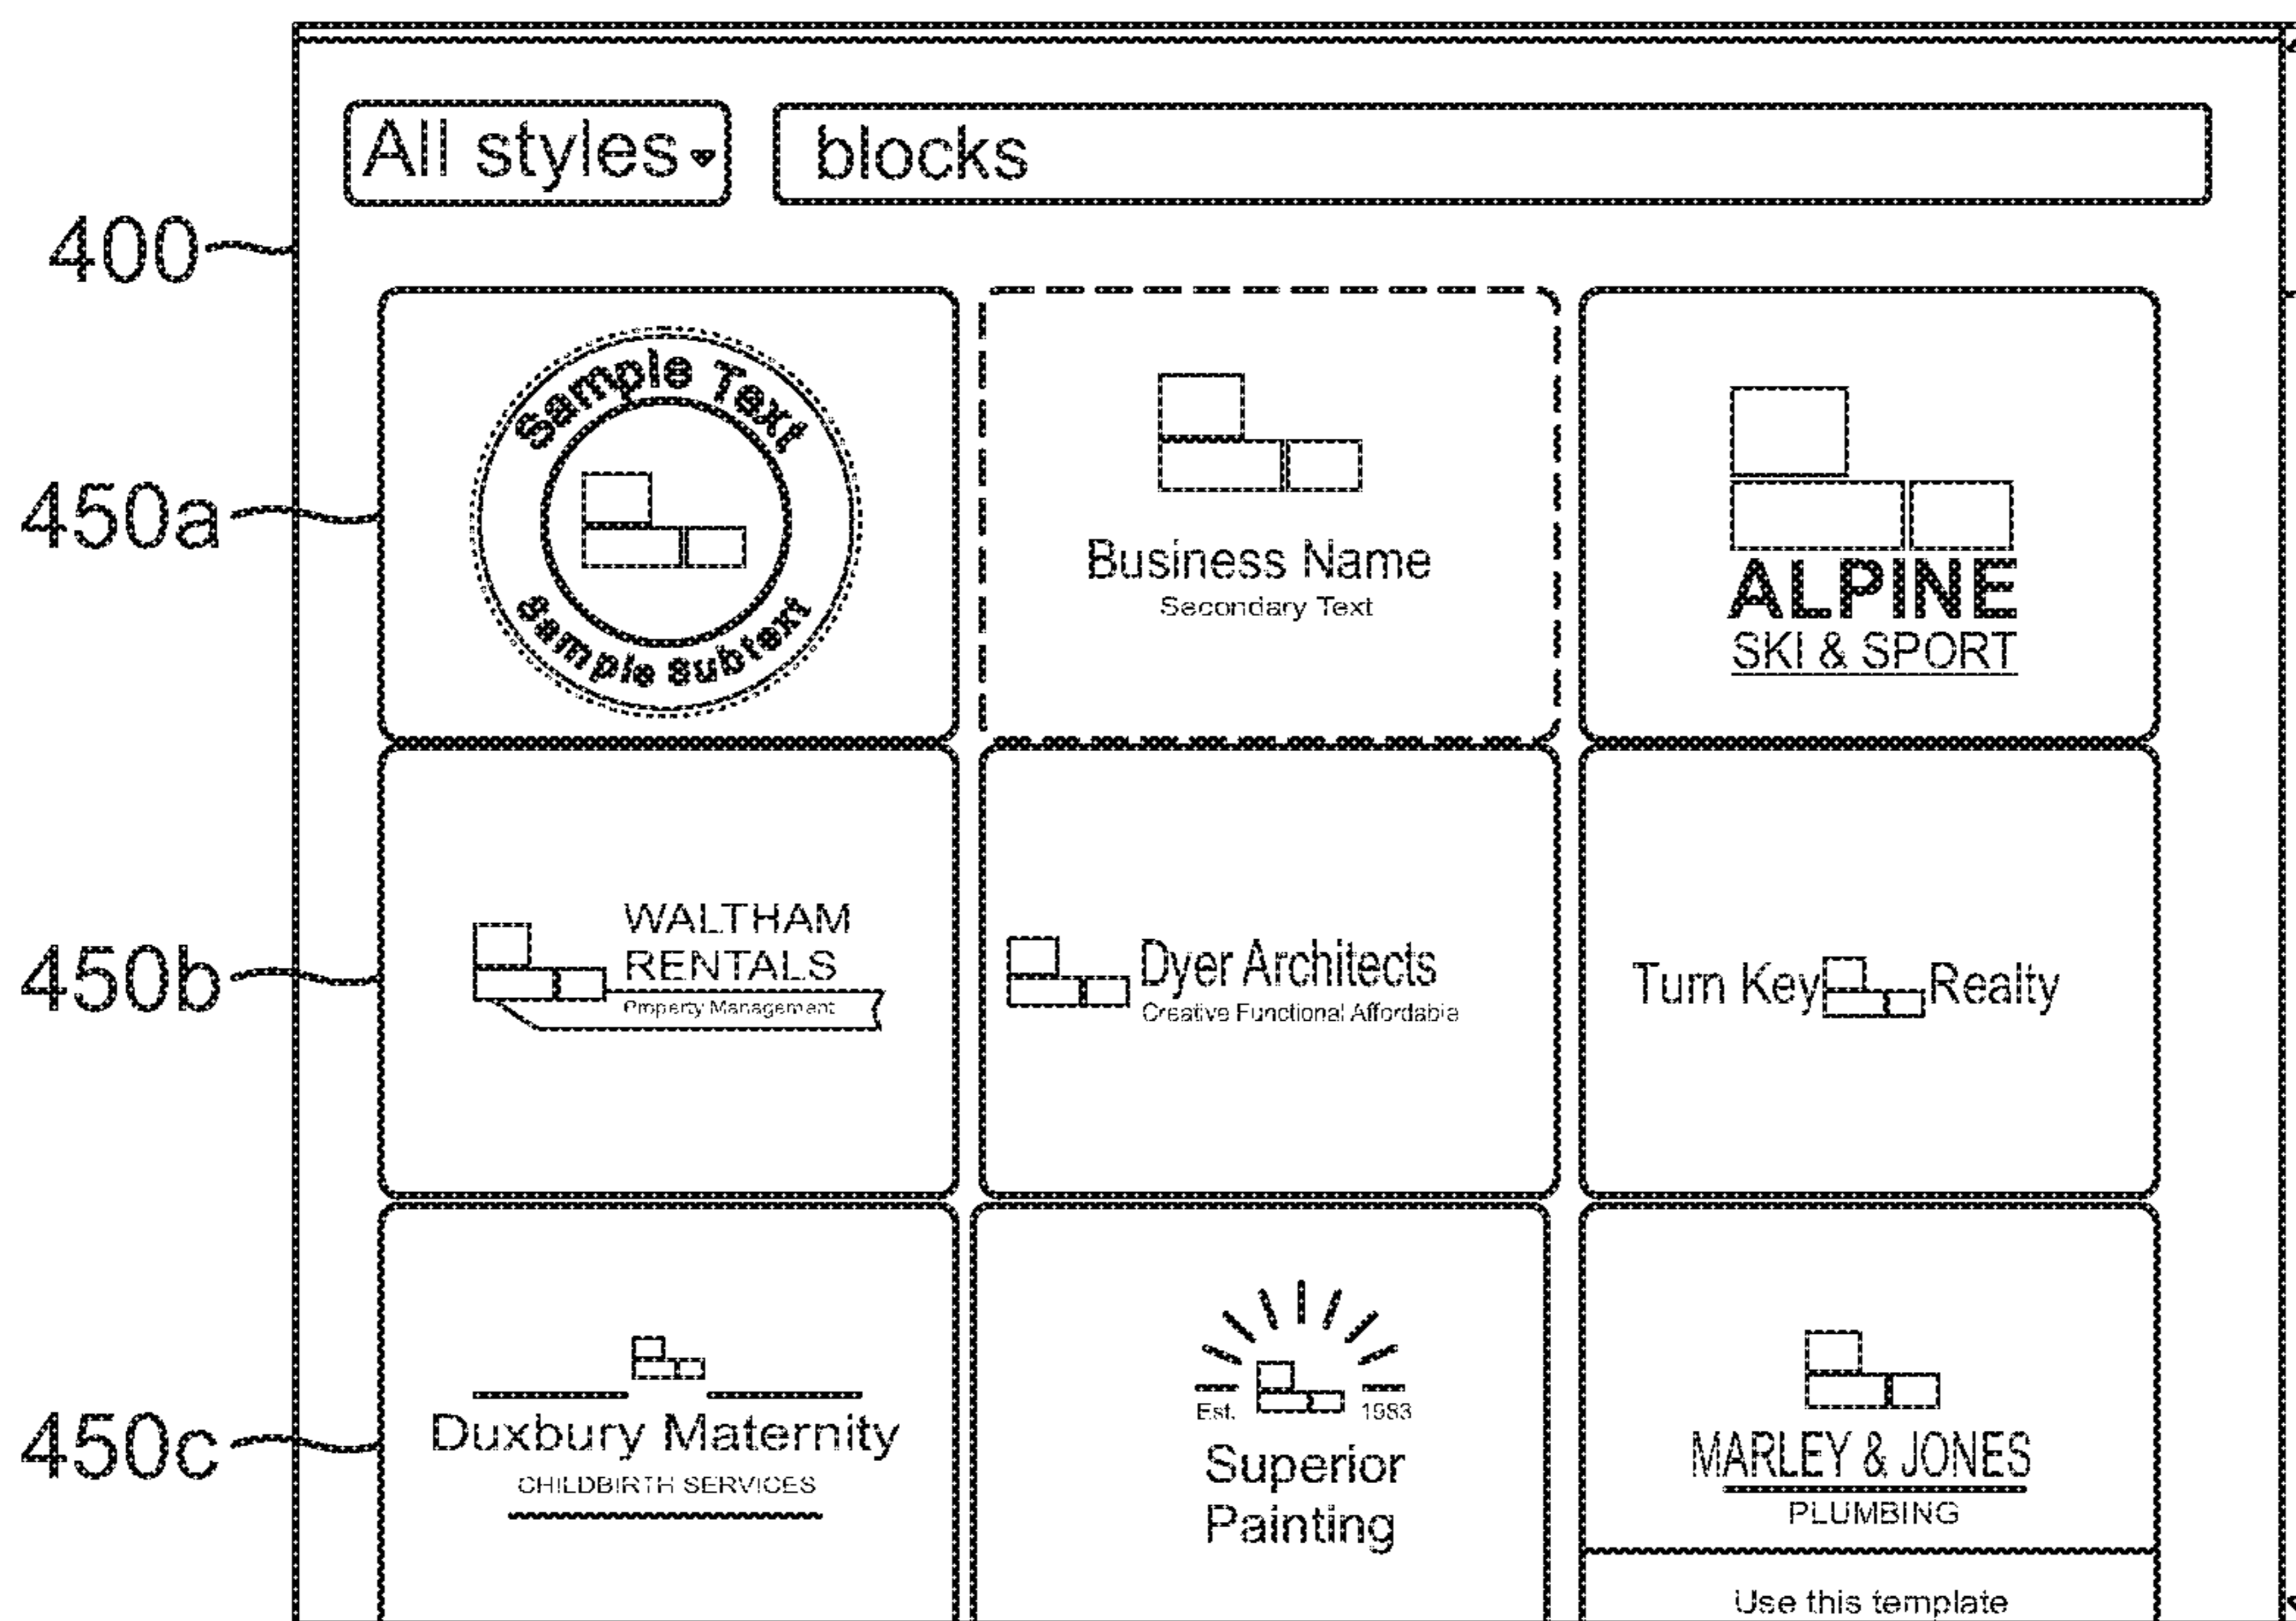 All styles
blocks
400
450a
Sample Text
Sample Subtext
Business Name
Secondary Text
ALPINE
SKI & SPORT
450b
WALTHAM
RENTALS
Property Management
Dyer Architects
Creative Functional Affordable
Turn Key Realty
450c
Duxbury Maternity
CHILDBIRTH SERVICES
Est. 1983
Superior
Painting
MARLEY & JONES
PLUMBING
Use this template